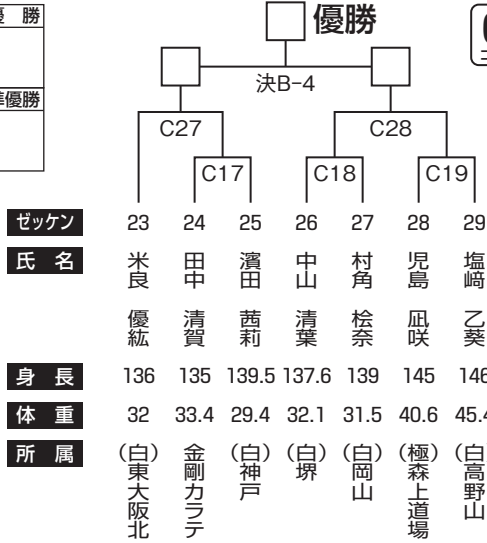 優 勝
準優勝
優勝
決B-4
C27 C28
C17 C18 C19
ゼッケン 23 24 25 26 27 28 29
氏 名 米良 優紘 田中 清賀 濱田 茜莉 中山 清葉 村角 桧奈 児島 凪咲 塩﨑 乙葵
身 長 136 135 139.5 137.6 139 145 146
体 重 32 33.4 29.4 32.1 31.5 40.6 45.4
所 属 (白)東大阪北 金剛カラテ (白)神戸 (白)堺 (白)岡山 (極)森上道場 (白)高野山